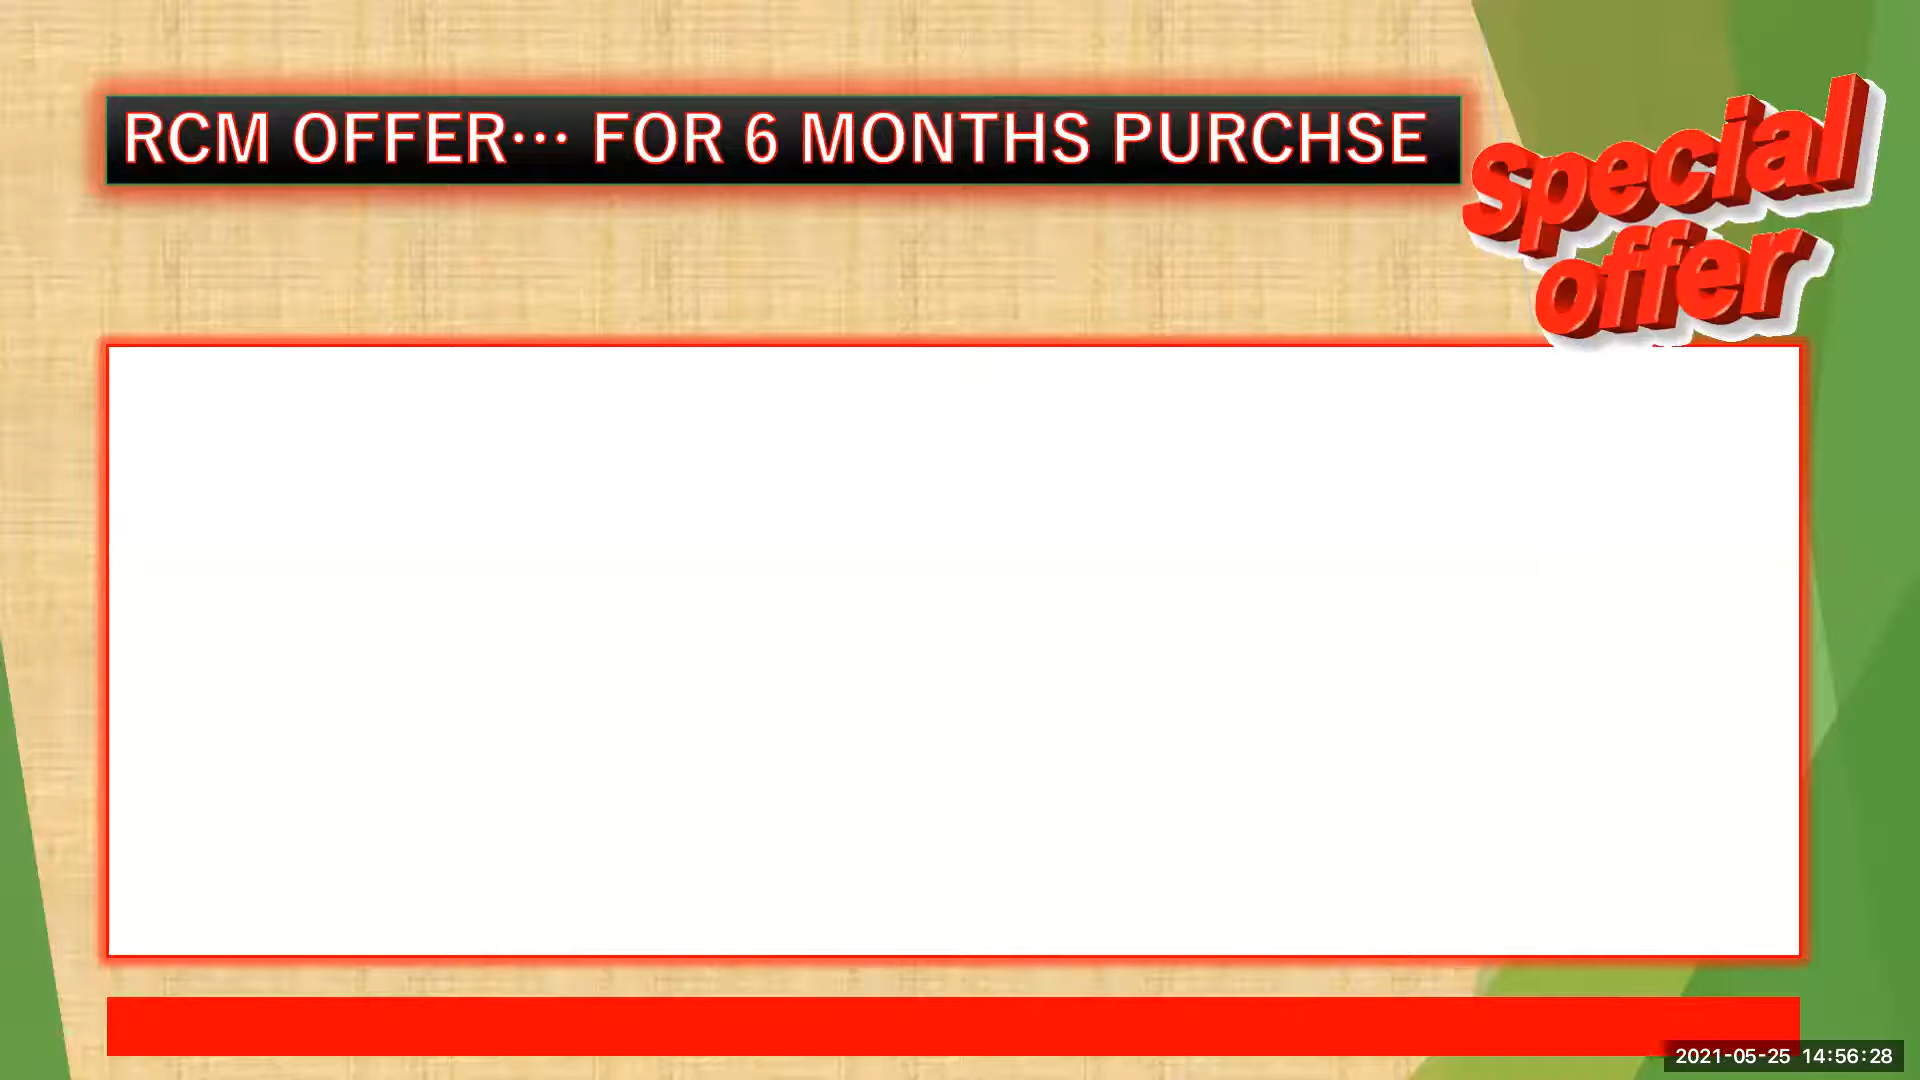 RCM OFFER... FOR 6 MONTHS PURCHSE
Special
offer
2021-05-25 14:56:28